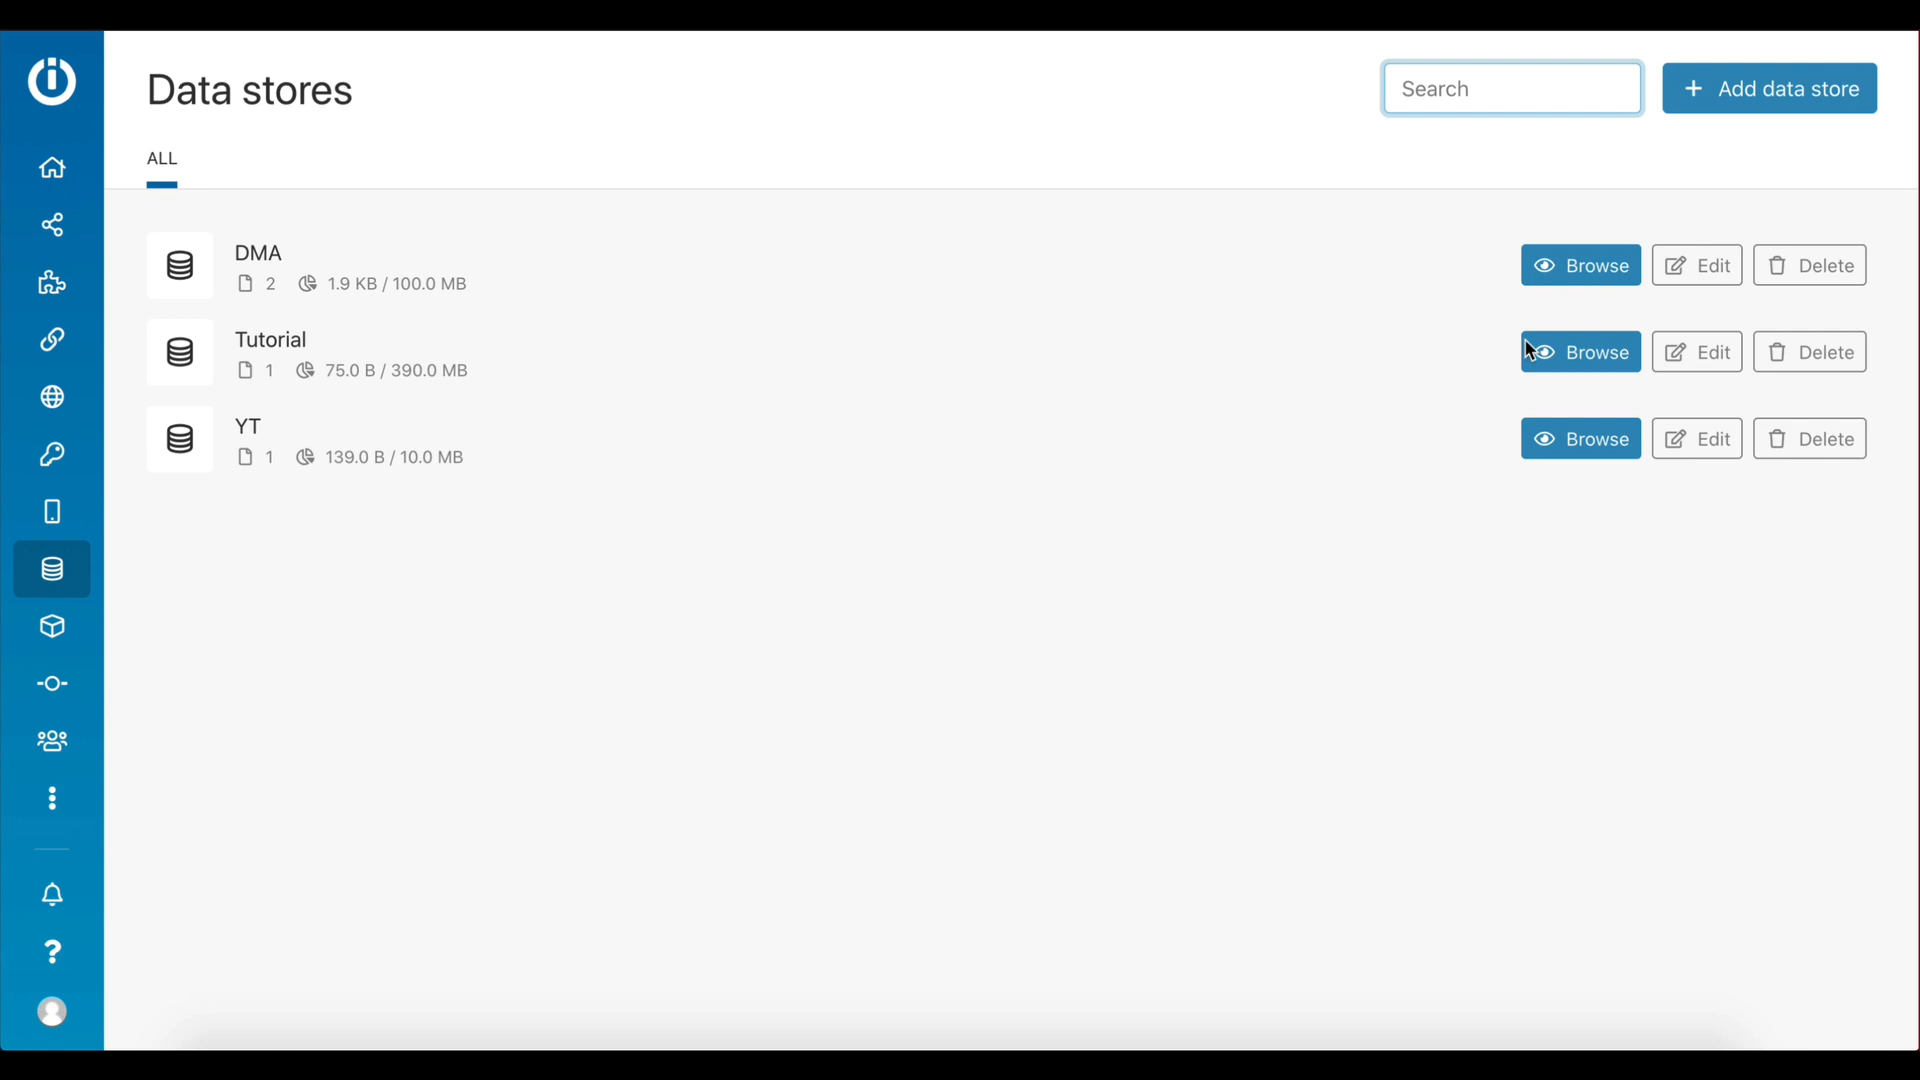 Data stores
Search
+ Add data store
ALL
DMA
2 1.9 KB / 100.0 MB
Browse Edit Delete
Tutorial
1 75.0 B / 390.0 MB
Browse Edit Delete
YT
1 139.0 B / 10.0 MB
Browse Edit Delete